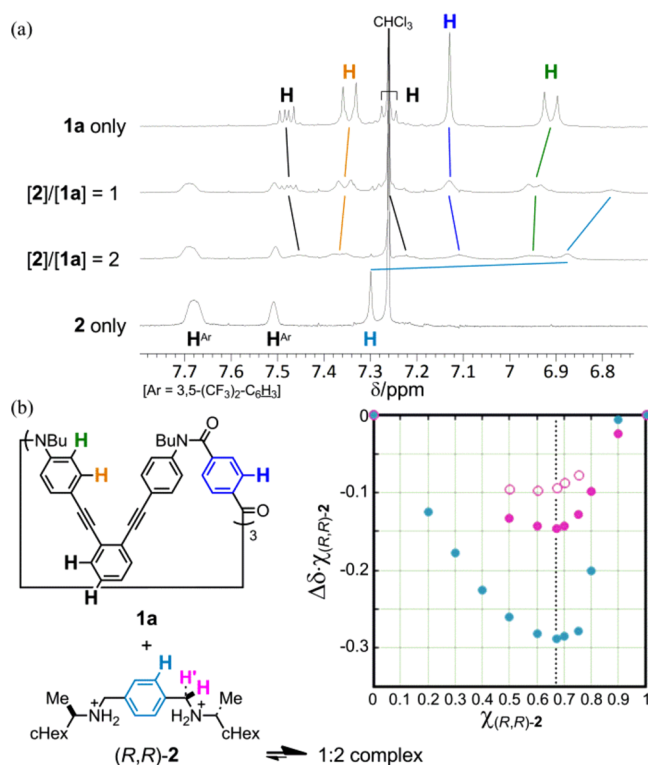 (a)
CHCl3
H
H
H
H
H
1a only
[2]/[1a] = 1
[2]/[1a] = 2
2 only
HAr
HAr
H
7.7 7.6 7.5 7.4 7.3 7.2 7.1 7 6.9 6.8
[Ar = 3,5-(CF3)2-C6H3]
δ/ppm
(b)
NBu
H
H
BuN
O
H
O
3
H
H
1a
+
H
H'
H
Me
Me
+
NH2
+
NH2
cHex
cHex
(R,R)-2
1:2 complex
0
-0.1
-0.2
-0.3
Δδ·χ(R,R)-2
0 0.1 0.2 0.3 0.4 0.5 0.6 0.7 0.8 0.9 1
χ(R,R)-2